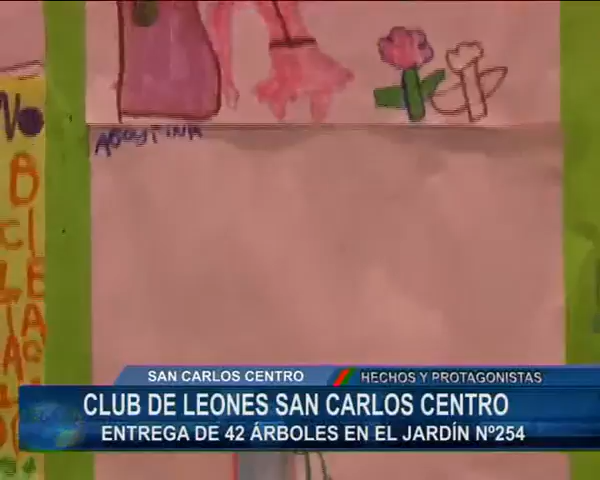 AGOSTINA
SAN CARLOS CENTRO
HECHOS Y PROTAGONISTAS
CLUB DE LEONES SAN CARLOS CENTRO
ENTREGA DE 42 ÁRBOLES EN EL JARDÍN Nº254